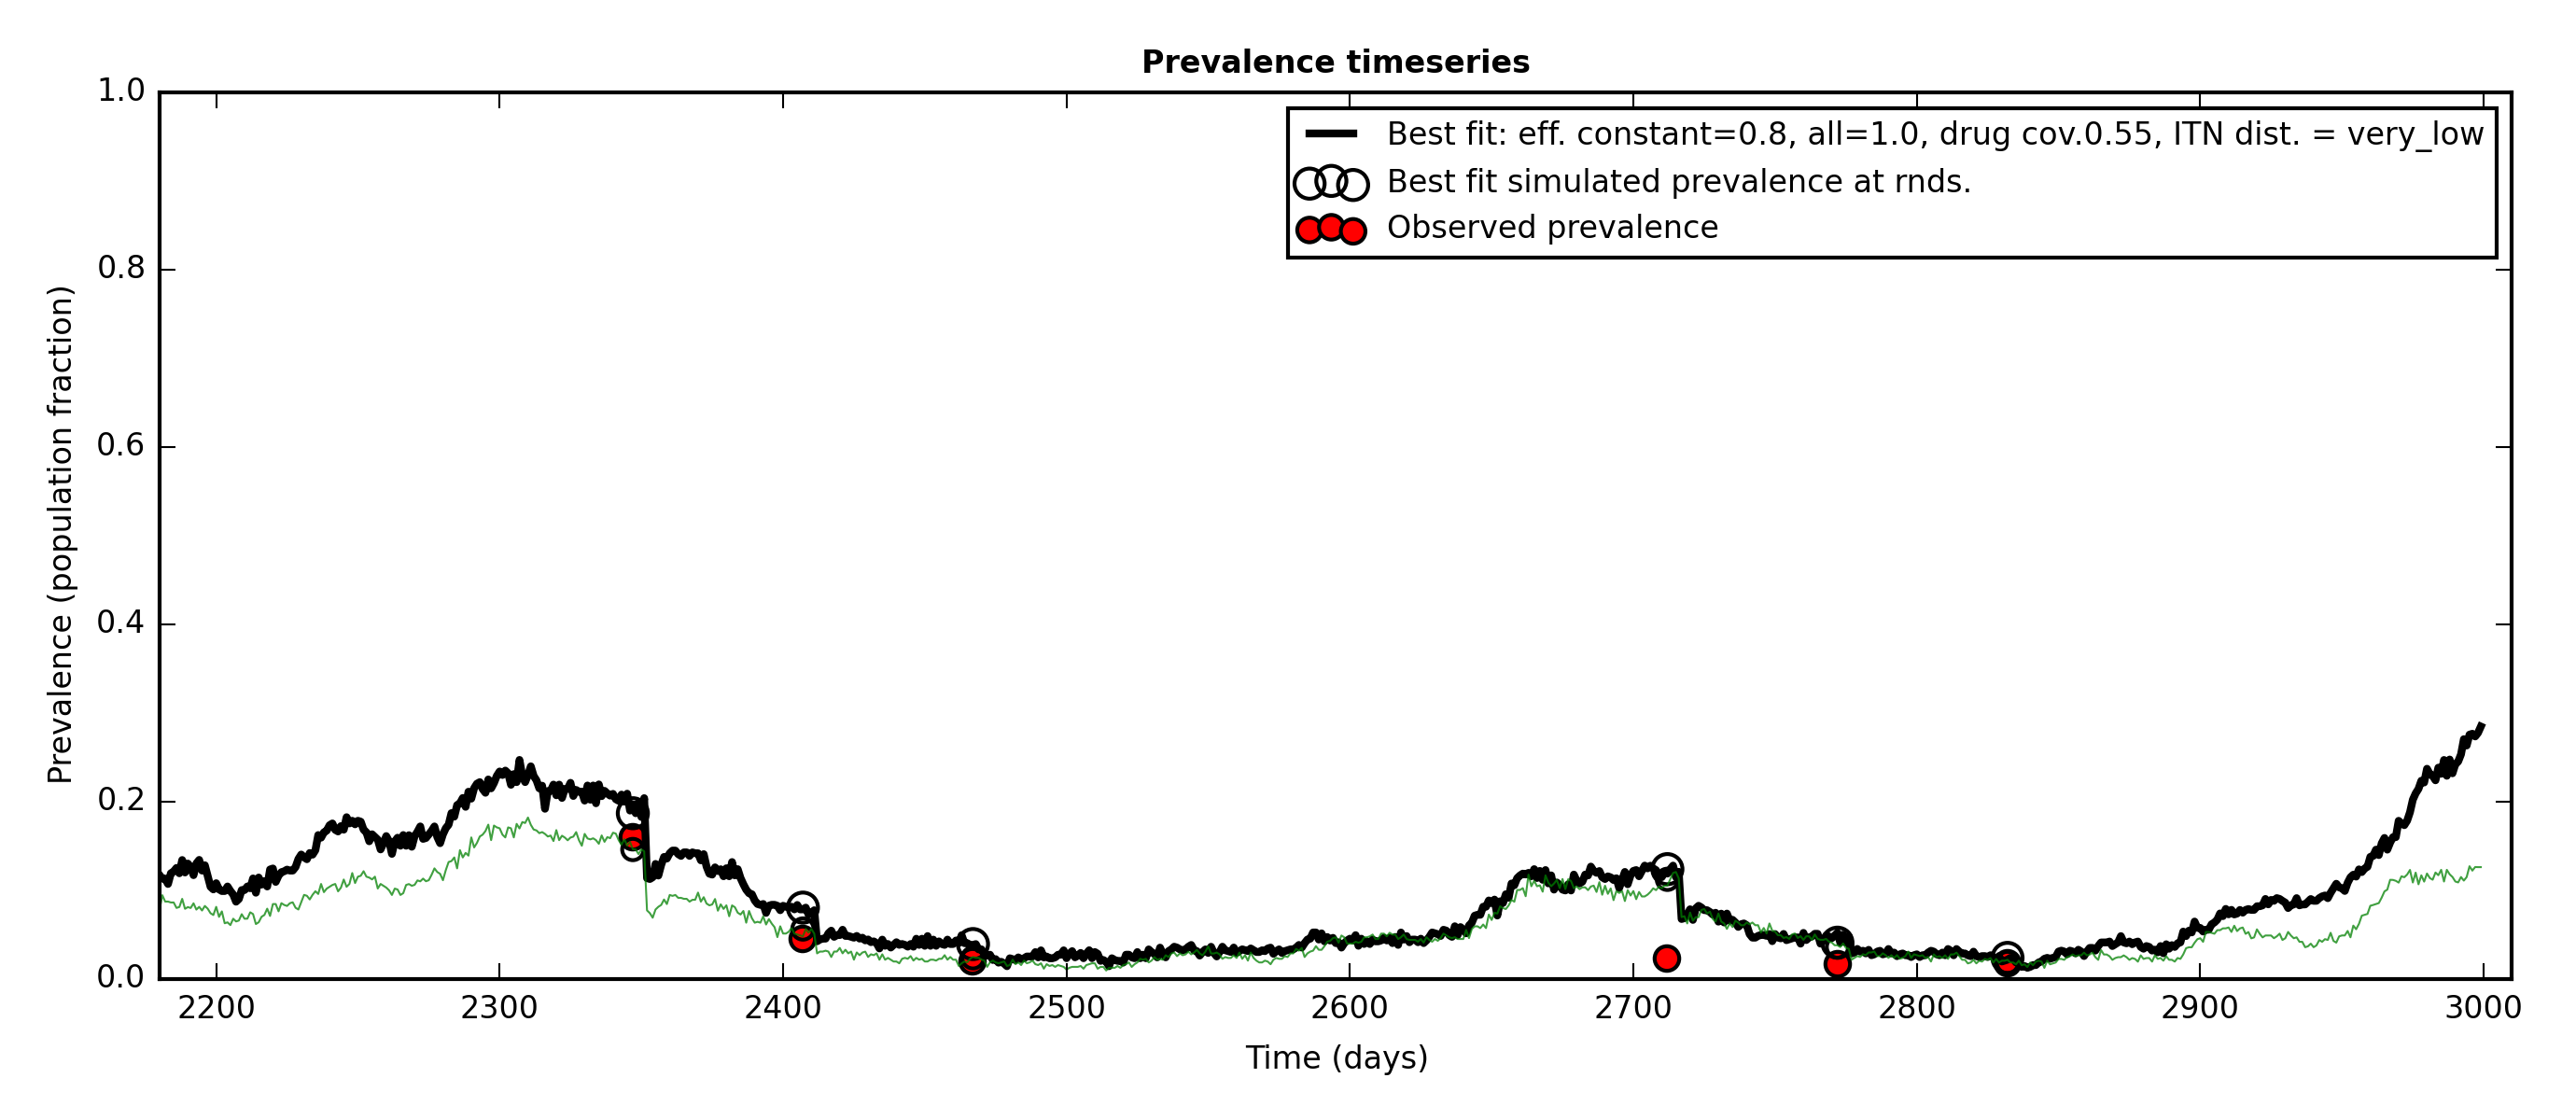 Prevalence timeseries
1.0
0.8
0.6
0.4
0.2
0.0
Prevalence (population fraction)
Best fit: eff. constant=0.8, all=1.0, drug cov.0.55, ITN dist. = very_low
Best fit simulated prevalence at rnds.
Observed prevalence
2200 2300 2400 2500 2600 2700 2800 2900 3000
Time (days)